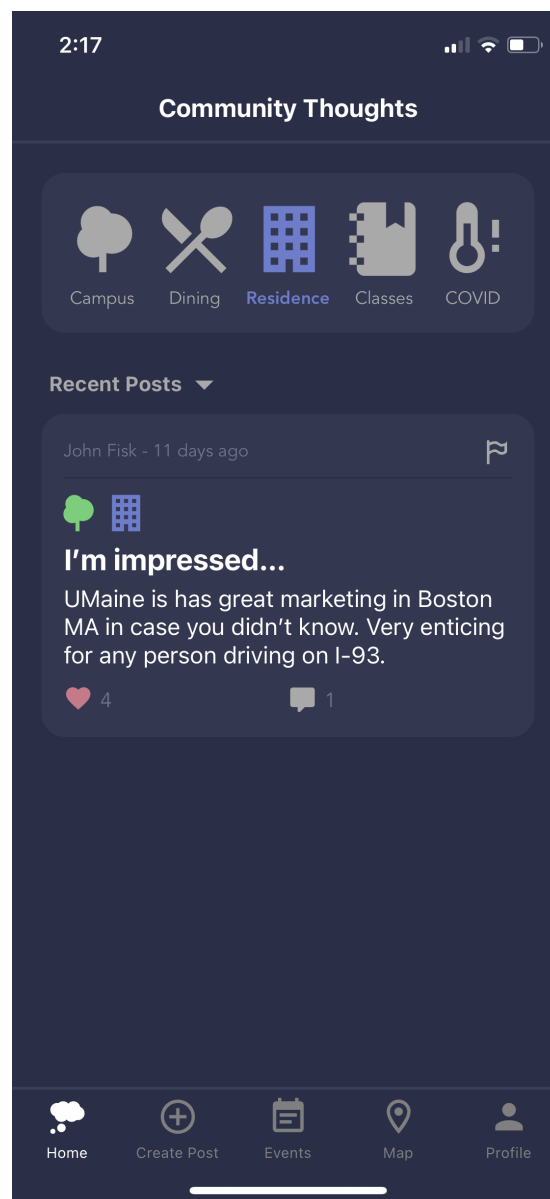 2:17
Community Thoughts
Campus Dining Residence Classes COVID
Recent Posts
John Fisk - 11 days ago
I'm impressed...
UMaine is has great marketing in Boston
MA in case you didn't know. Very enticing
for any person driving on I-93.
4 1
Home Create Post Events Map Profile